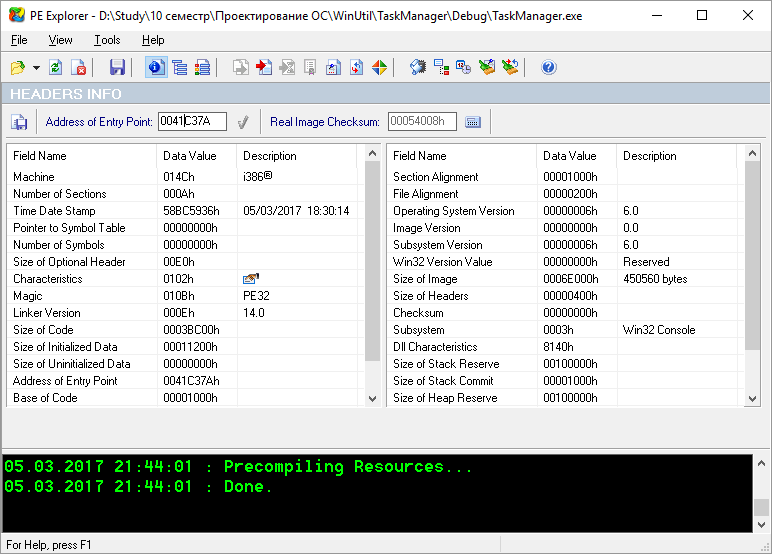 PE Explorer - D:\Study\10 семестр\Проектирование ОС\WinUtil\TaskManager\Debug\TaskManager.exe
File View Tools Help
HEADERS INFO
Address of Entry Point: 0041C37A Real Image Checksum: 00054008h
Field Name Data Value Description
Machine 014Ch i386®
Number of Sections 000Ah
Time Date Stamp 58BC5936h 05/03/2017 18:30:14
Pointer to Symbol Table 00000000h
Number of Symbols 00000000h
Size of Optional Header 00E0h
Characteristics 0102h
Magic 010Bh PE32
Linker Version 000Eh 14.0
Size of Code 0003BC00h
Size of Initialized Data 00011200h
Size of Uninitialized Data 00000000h
Address of Entry Point 0041C37Ah
Base of Code 00001000h
Field Name Data Value Description
Section Alignment 00001000h
File Alignment 00000200h
Operating System Version 00000006h 6.0
Image Version 00000000h 0.0
Subsystem Version 00000006h 6.0
Win32 Version Value 00000000h Reserved
Size of Image 0006E000h 450560 bytes
Size of Headers 00000400h
Checksum 00000000h
Subsystem 0003h Win32 Console
Dll Characteristics 8140h
Size of Stack Reserve 00100000h
Size of Stack Commit 00001000h
Size of Heap Reserve 00100000h
05.03.2017 21:44:01 : Precompiling Resources...
05.03.2017 21:44:01 : Done.
For Help, press F1